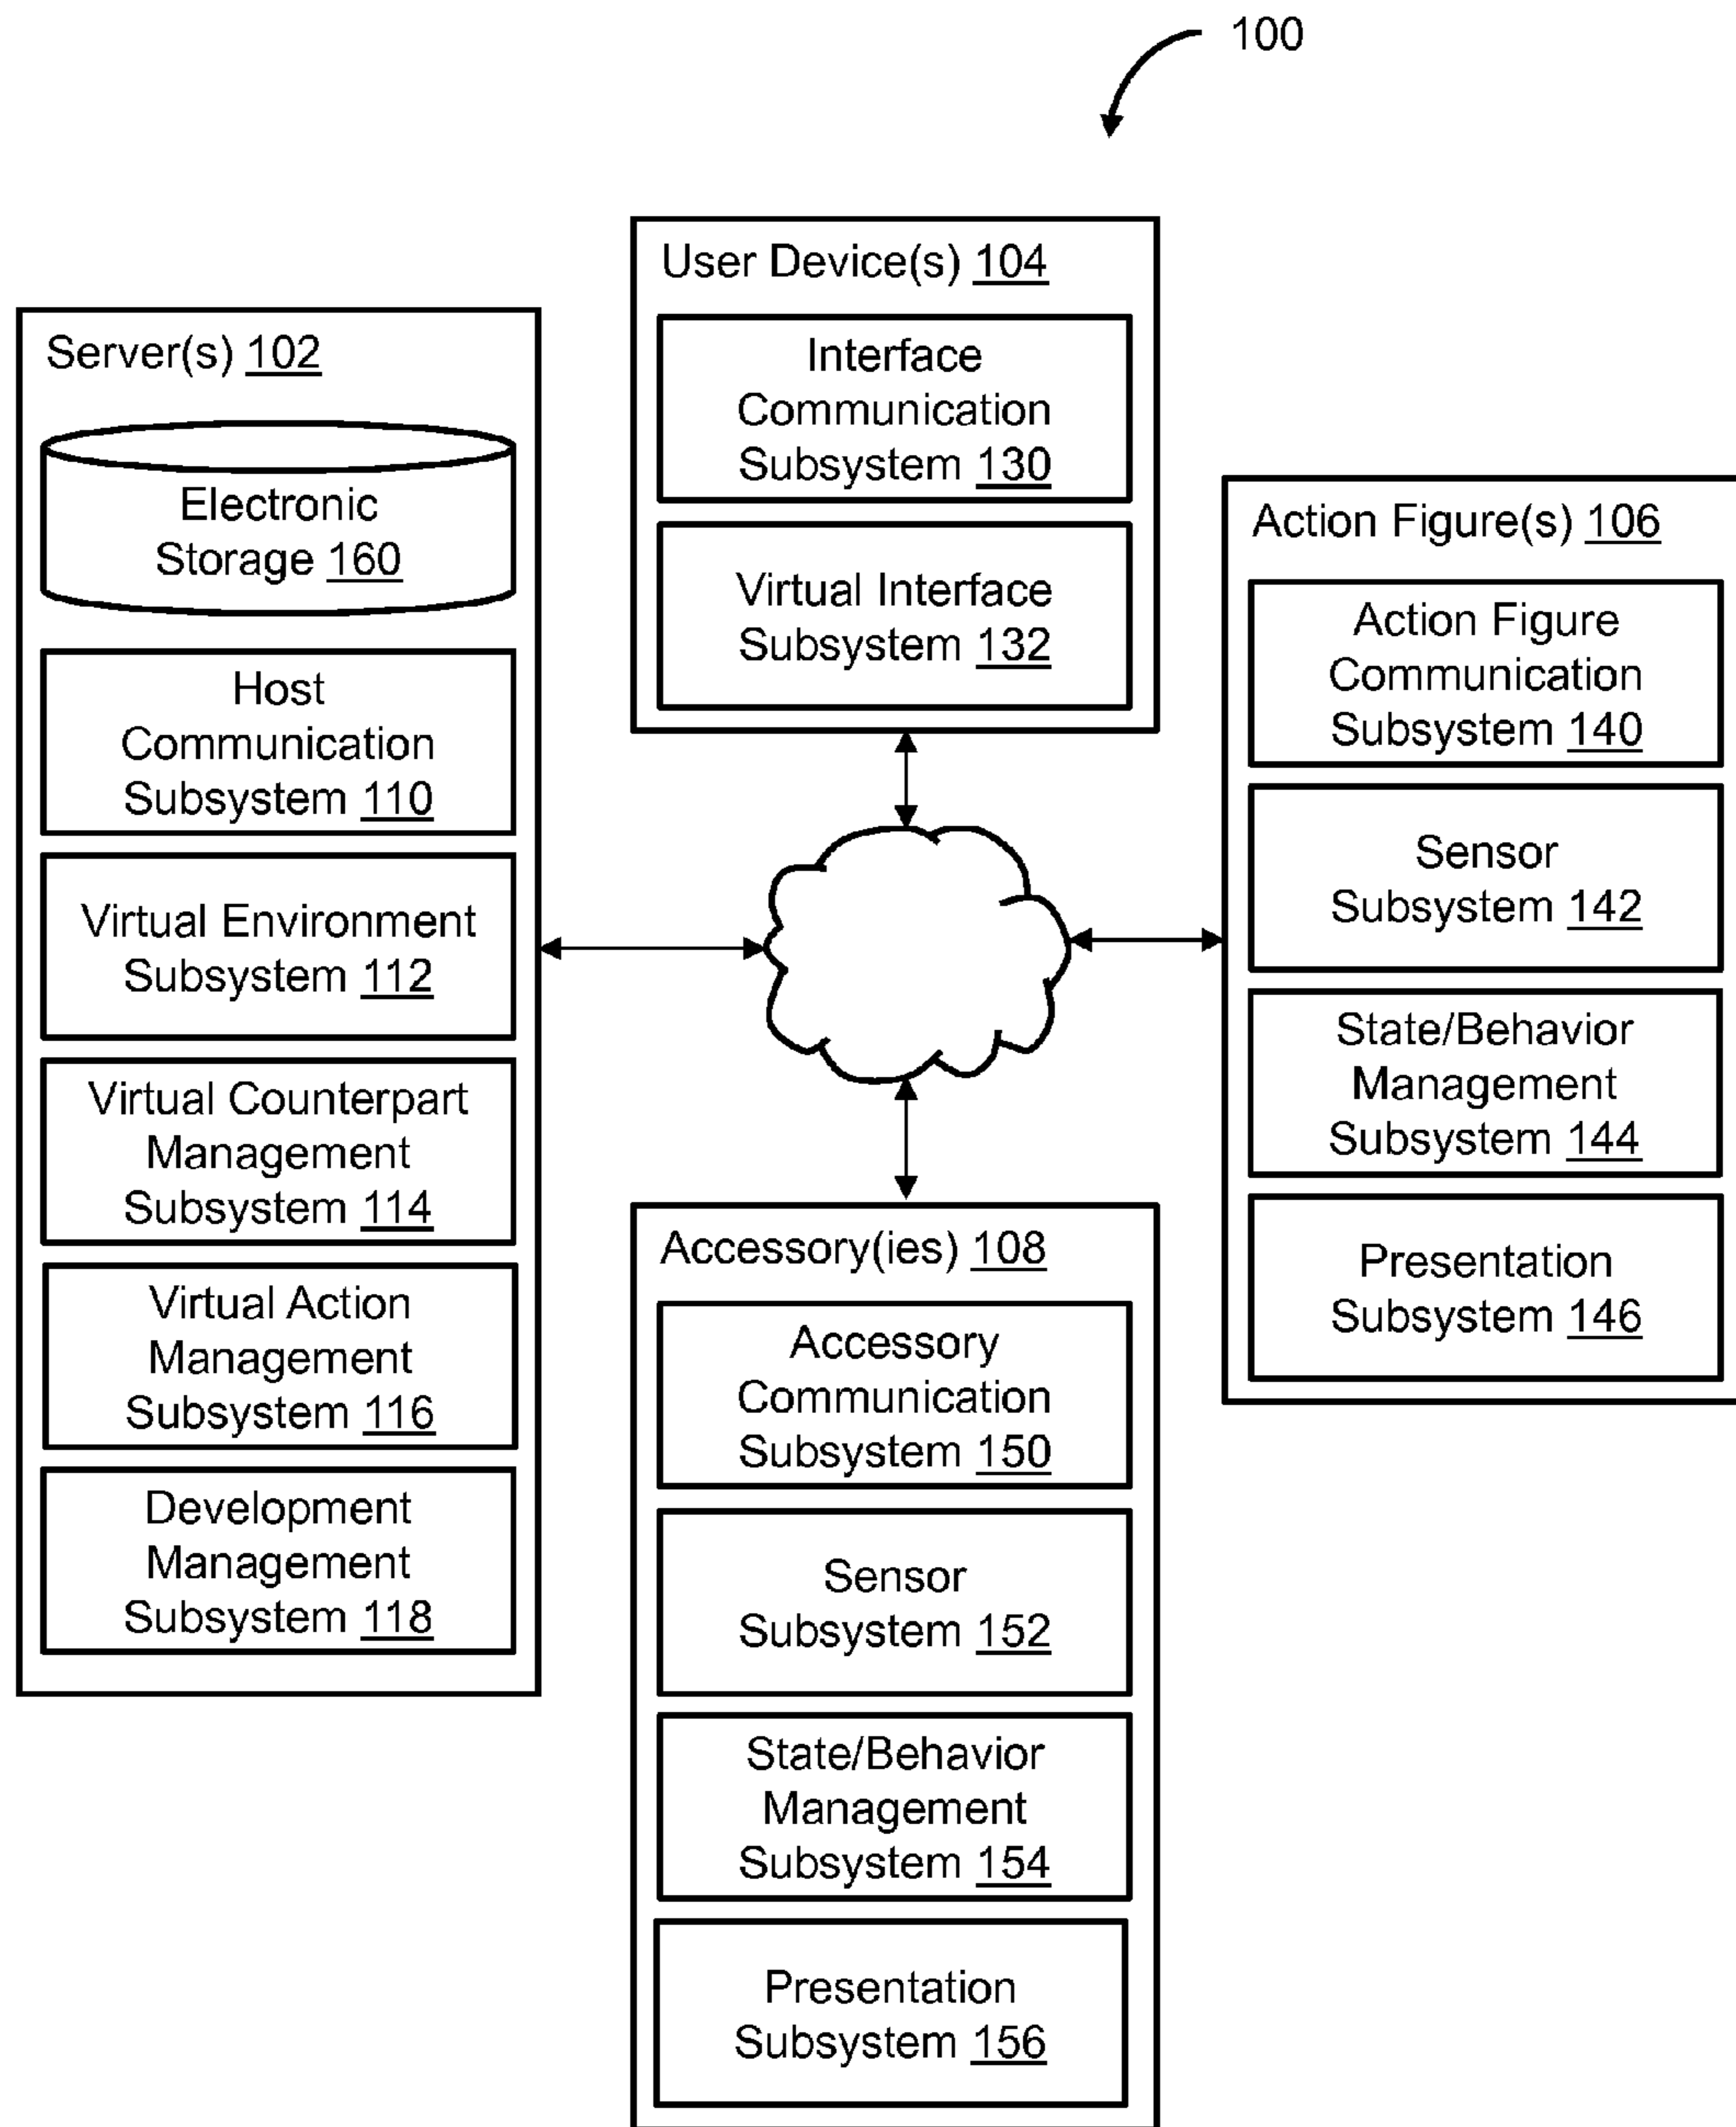 100
User Device(s) 104
Interface
Communication
Subsystem 130
Virtual Interface
Subsystem 132
Server(s) 102
Electronic
Storage 160
Host
Communication
Subsystem 110
Virtual Environment
Subsystem 112
Virtual Counterpart
Management
Subsystem 114
Virtual Action
Management
Subsystem 116
Development
Management
Subsystem 118
Action Figure(s) 106
Action Figure
Communication
Subsystem 140
Sensor
Subsystem 142
State/Behavior
Management
Subsystem 144
Presentation
Subsystem 146
Accessory(ies) 108
Accessory
Communication
Subsystem 150
Sensor
Subsystem 152
State/Behavior
Management
Subsystem 154
Presentation
Subsystem 156